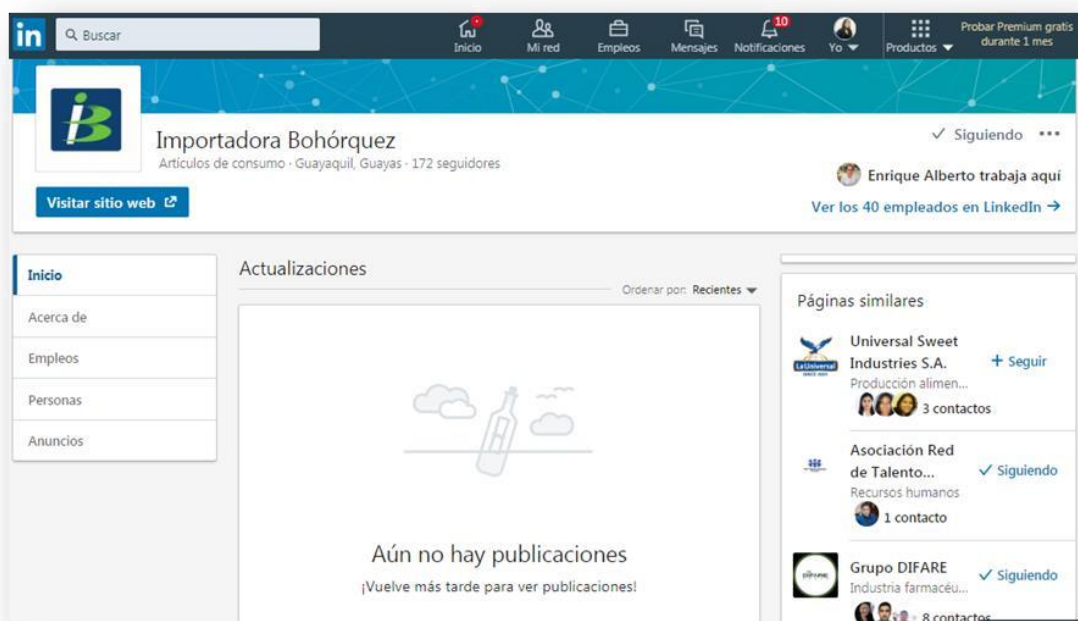 in
Buscar
Inicio
Mi red
Empleos
Mensajes
10
Notificaciones
Yo
Productos
Probar Premium gratis
durante 1 mes
iB
Importadora Bohórquez
Artículos de consumo · Guayaquil, Guayas · 172 seguidores
Siguiendo
Enrique Alberto trabaja aquí
Visitar sitio web
Ver los 40 empleados en LinkedIn →
Inicio
Acerca de
Empleos
Personas
Anuncios
Actualizaciones
Ordenar por: Recientes
Aún no hay publicaciones
¡Vuelve más tarde para ver publicaciones!
Páginas similares
La Universal
Universal Sweet
Industries S.A.
+ Seguir
Producción alimen...
3 contactos
Asociación Red
de Talento...
Siguiendo
Recursos humanos
1 contacto
DIFARE
Grupo DIFARE
Siguiendo
Industria farmacéu...
8 contactos